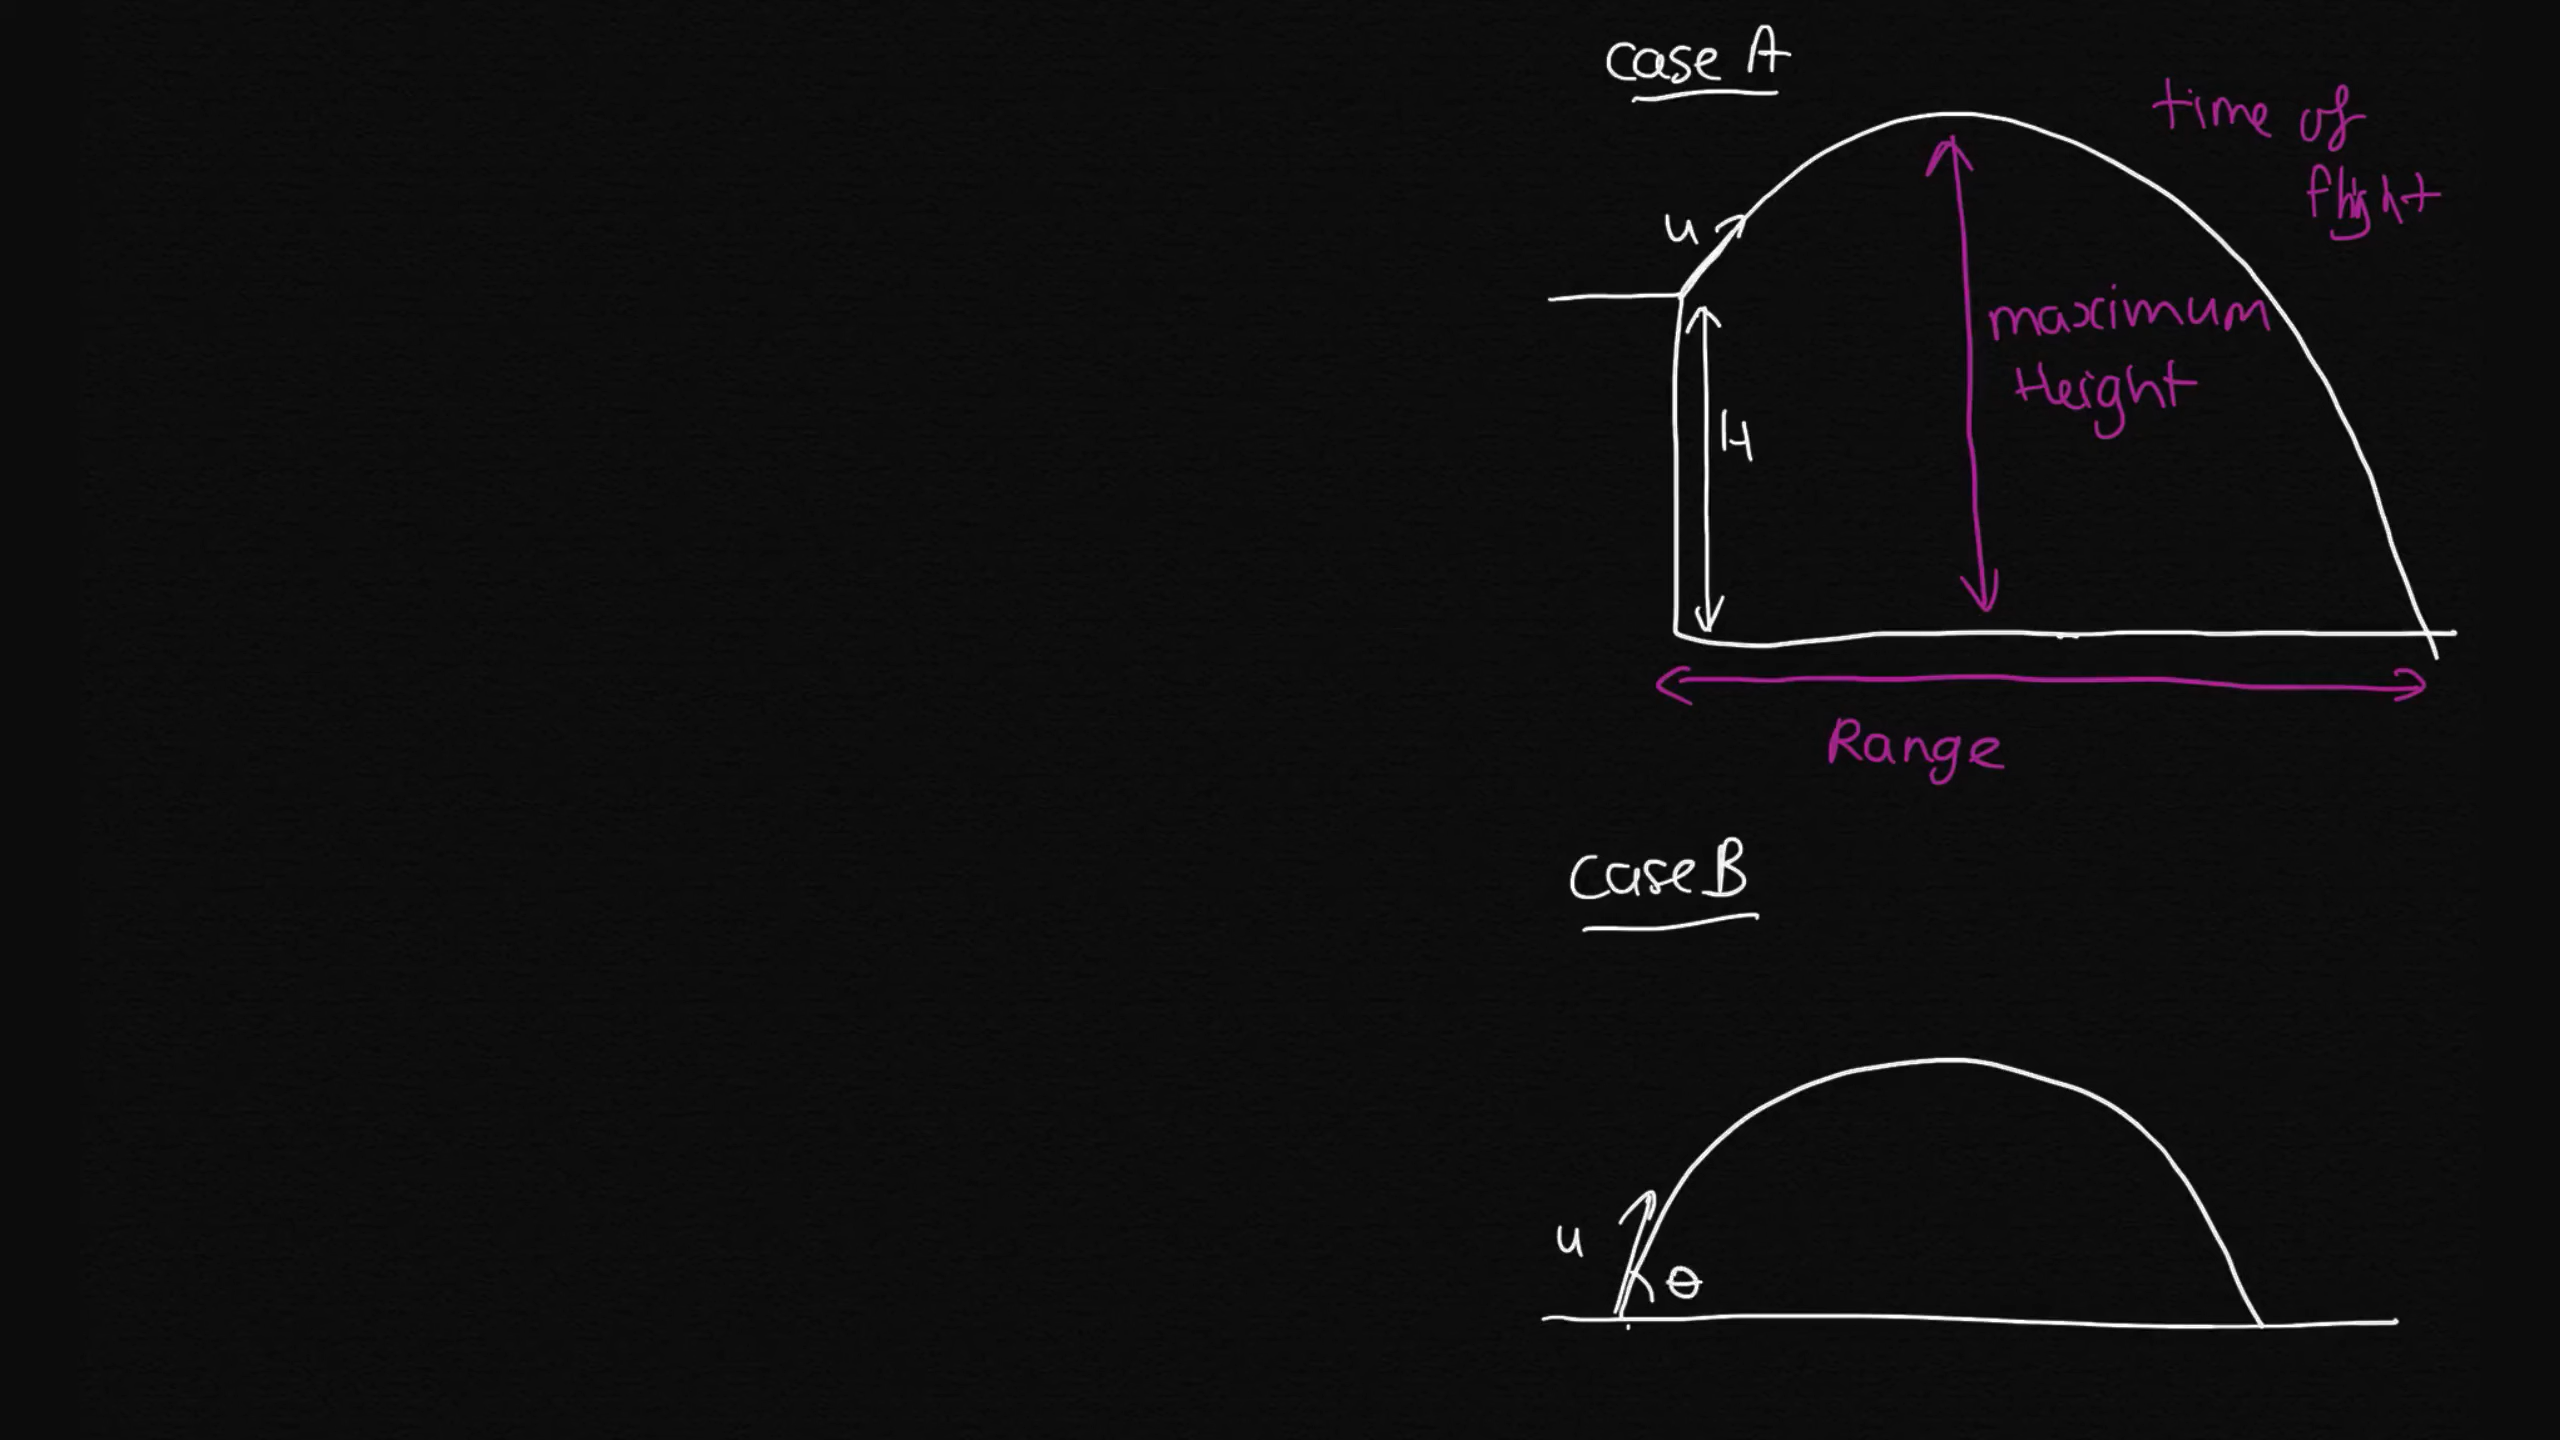 case A
time of
flight
u
maximum
Height
H
Range
case B
u
θ